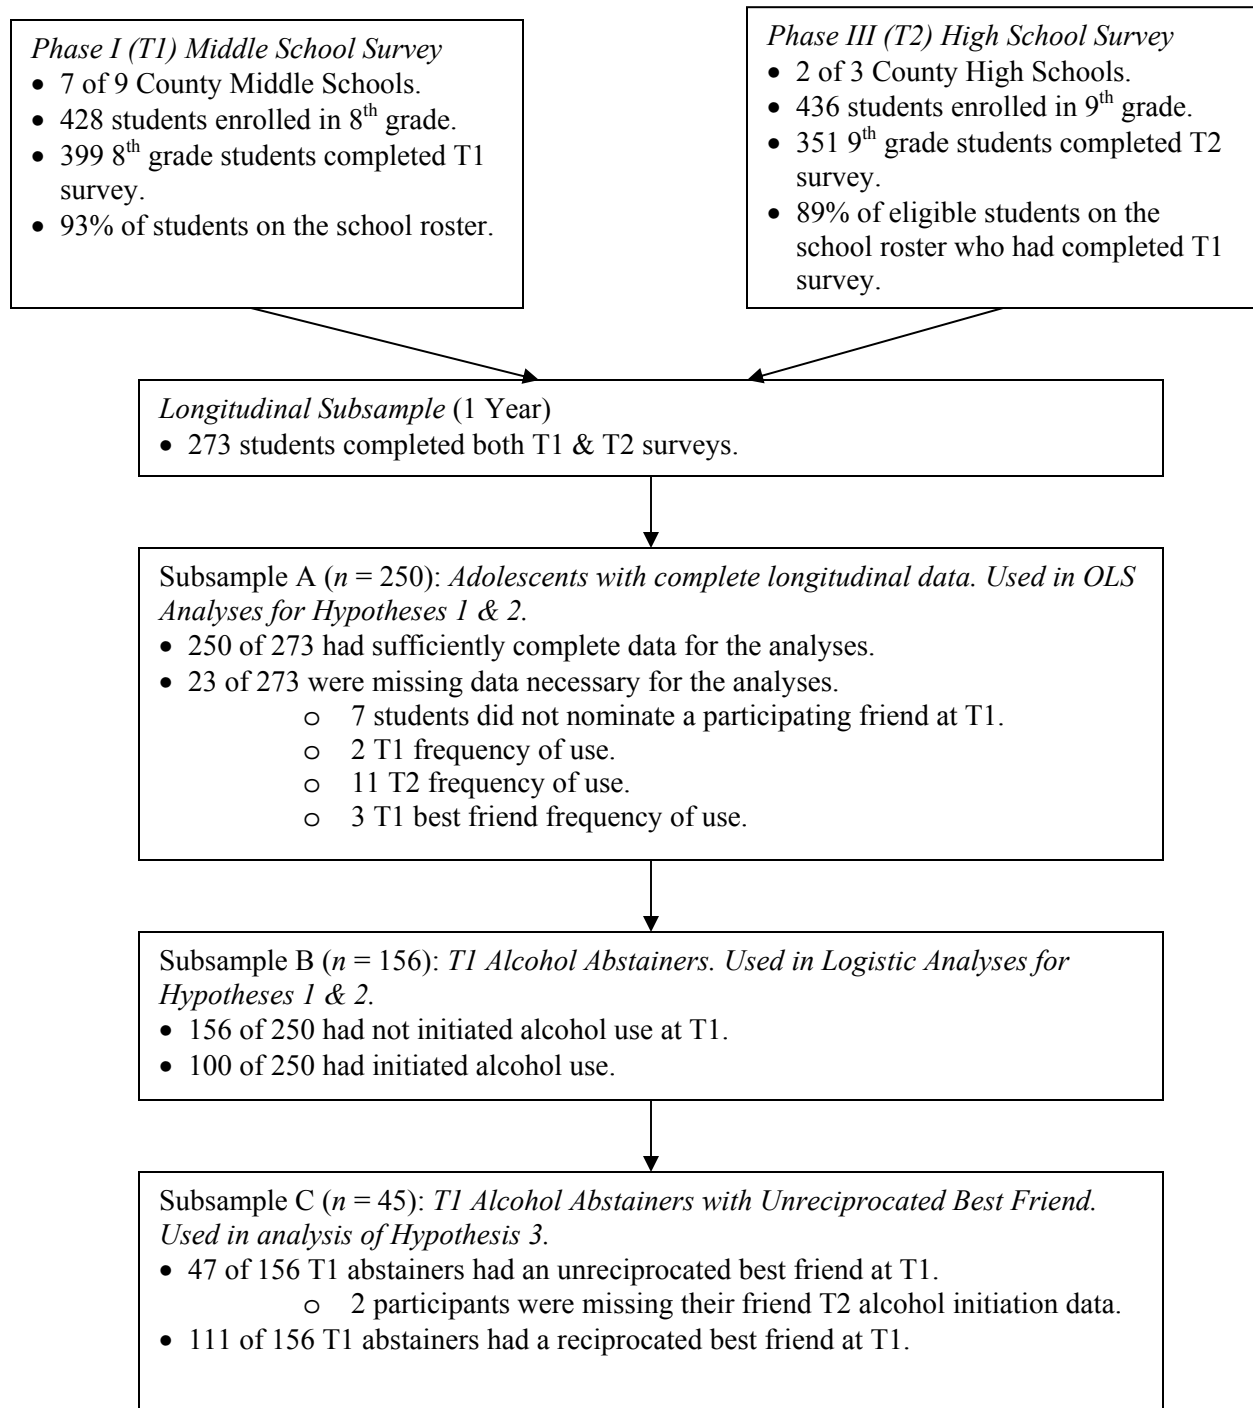 Phase I (T1) Middle School Survey
• 7 of 9 County Middle Schools.
• 428 students enrolled in 8th grade.
• 399 8th grade students completed T1
survey.
• 93% of students on the school roster.
Phase III (T2) High School Survey
• 2 of 3 County High Schools.
• 436 students enrolled in 9th grade.
• 351 9th grade students completed T2
survey.
• 89% of eligible students on the
school roster who had completed T1
survey.
Longitudinal Subsample (1 Year)
• 273 students completed both T1 & T2 surveys.
Subsample A (n = 250): Adolescents with complete longitudinal data. Used in OLS
Analyses for Hypotheses 1 & 2.
• 250 of 273 had sufficiently complete data for the analyses.
• 23 of 273 were missing data necessary for the analyses.
o 7 students did not nominate a participating friend at T1.
o 2 T1 frequency of use.
o 11 T2 frequency of use.
o 3 T1 best friend frequency of use.
Subsample B (n = 156): T1 Alcohol Abstainers. Used in Logistic Analyses for
Hypotheses 1 & 2.
• 156 of 250 had not initiated alcohol use at T1.
• 100 of 250 had initiated alcohol use.
Subsample C (n = 45): T1 Alcohol Abstainers with Unreciprocated Best Friend.
Used in analysis of Hypothesis 3.
• 47 of 156 T1 abstainers had an unreciprocated best friend at T1.
o 2 participants were missing their friend T2 alcohol initiation data.
• 111 of 156 T1 abstainers had a reciprocated best friend at T1.